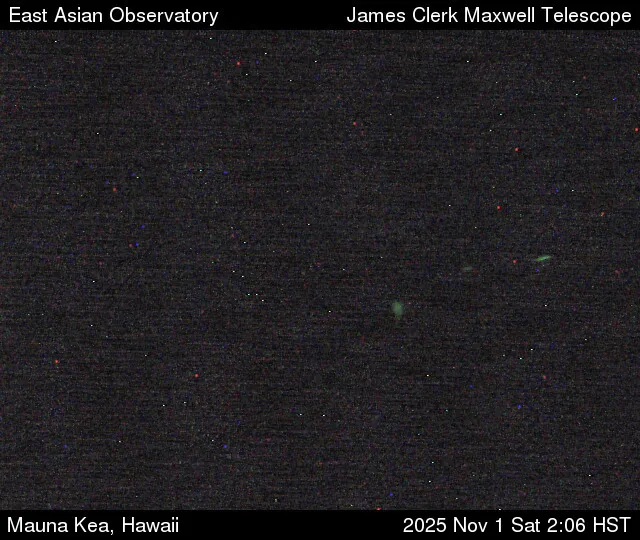 East Asian Observatory
James Clerk Maxwell Telescope
Mauna Kea, Hawaii
2025 Nov 1 Sat 2:06 HST